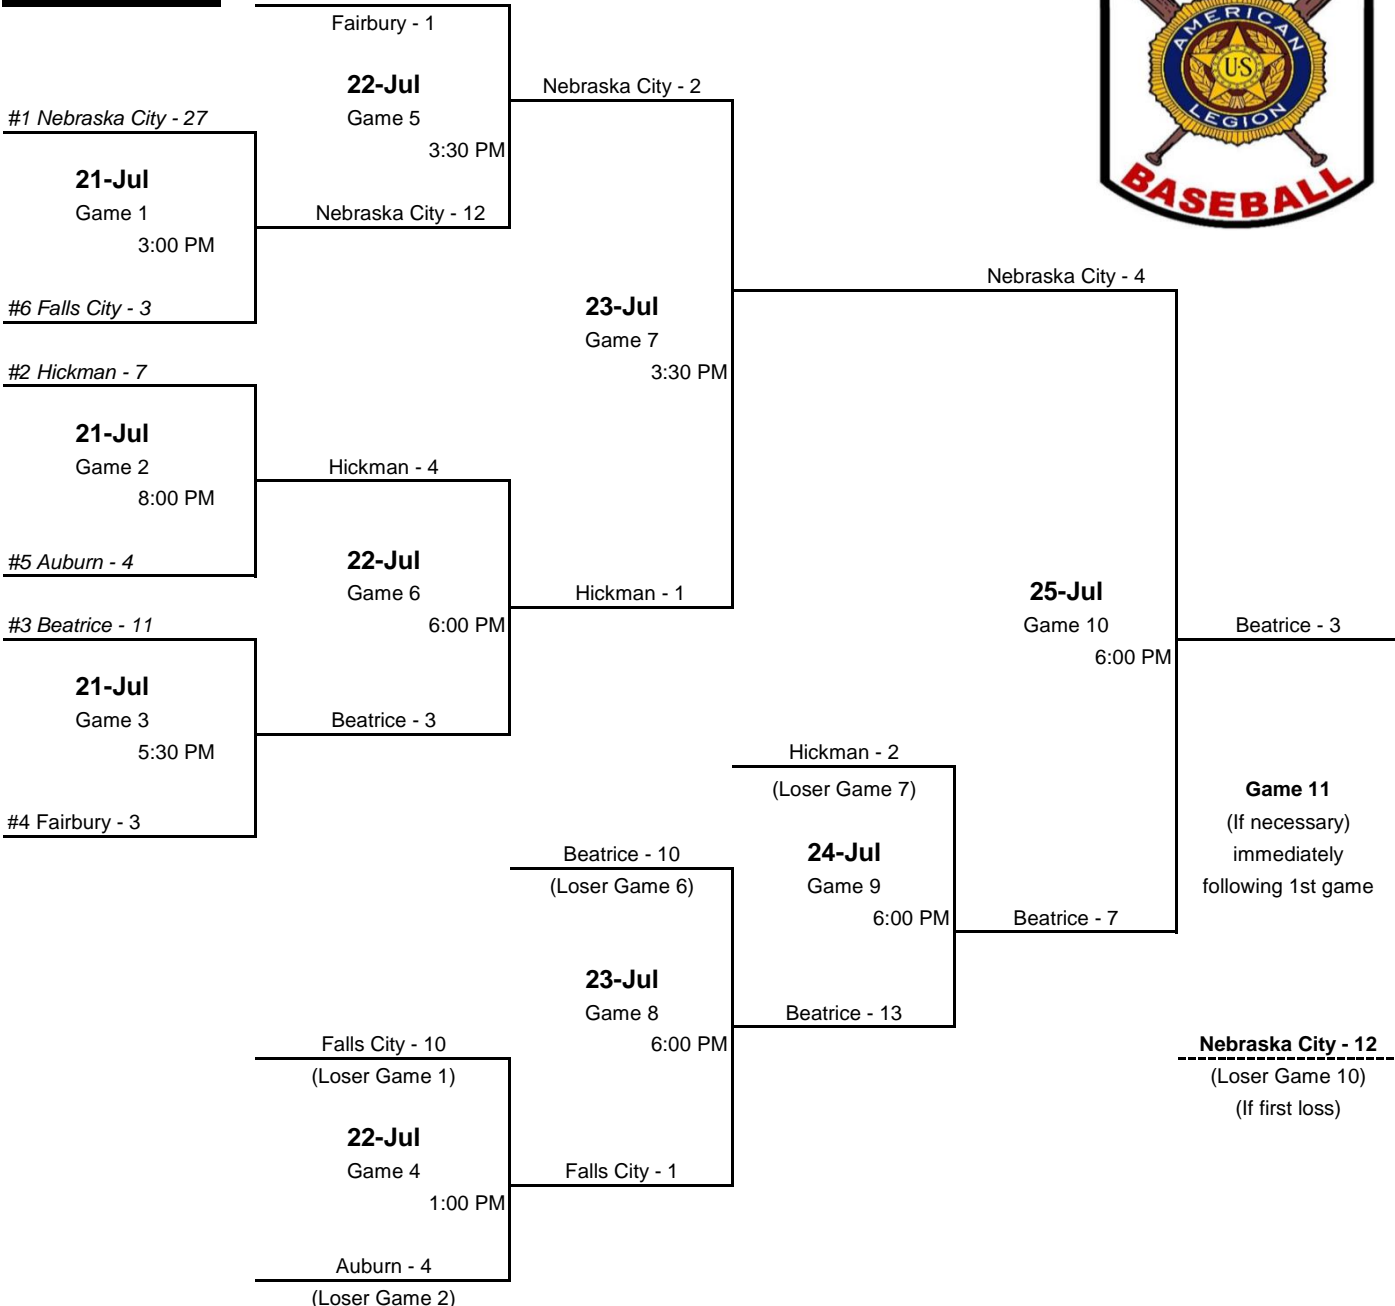 Fairbury - 1
22-Jul
Game 5
3:30 PM
Nebraska City - 2
AMERICAN
US
LEGION
BASEBALL
#1 Nebraska City - 27
21-Jul
Game 1
3:00 PM
Nebraska City - 12
#6 Falls City - 3
23-Jul
Game 7
3:30 PM
Nebraska City - 4
#2 Hickman - 7
21-Jul
Game 2
8:00 PM
Hickman - 4
#5 Auburn - 4
22-Jul
Game 6
6:00 PM
Hickman - 1
25-Jul
Game 10
6:00 PM
Beatrice - 3
#3 Beatrice - 11
21-Jul
Game 3
5:30 PM
Beatrice - 3
#4 Fairbury - 3
Hickman - 2
(Loser Game 7)
Game 11
(If necessary)
immediately
following 1st game
Beatrice - 10
(Loser Game 6)
24-Jul
Game 9
6:00 PM
Beatrice - 7
23-Jul
Game 8
6:00 PM
Beatrice - 13
Nebraska City - 12
(Loser Game 10)
(If first loss)
Falls City - 10
(Loser Game 1)
22-Jul
Game 4
1:00 PM
Falls City - 1
Auburn - 4
(Loser Game 2)